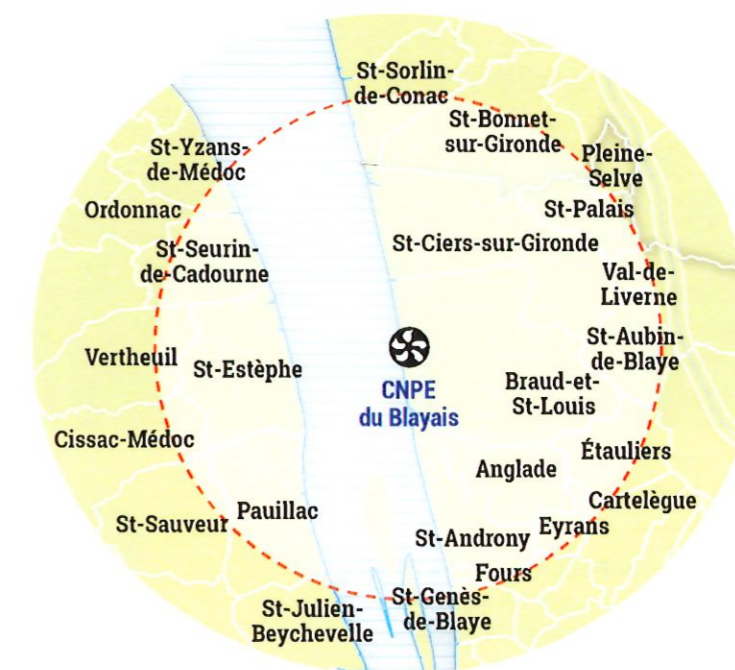 St-Sorlin-
de-Conac
St-Bonnet-
sur-Gironde
Pleine-
Selve
St-Yzans-
de-Médoc
Ordonnac
St-Palais
St-Ciers-sur-Gironde
St-Seurin-
de-Cadourne
Val-de-
Liverne
St-Aubin-
de-Blaye
Vertheuil
St-Estèphe
CNPE
du Blayais
Braud-et-
St-Louis
Cissac-Médoc
Étauliers
Anglade
Cartelègue
St-Sauveur
Pauillac
Eyrans
St-Androny
Fours
St-Genès-
de-Blaye
St-Julien-
Beychevelle